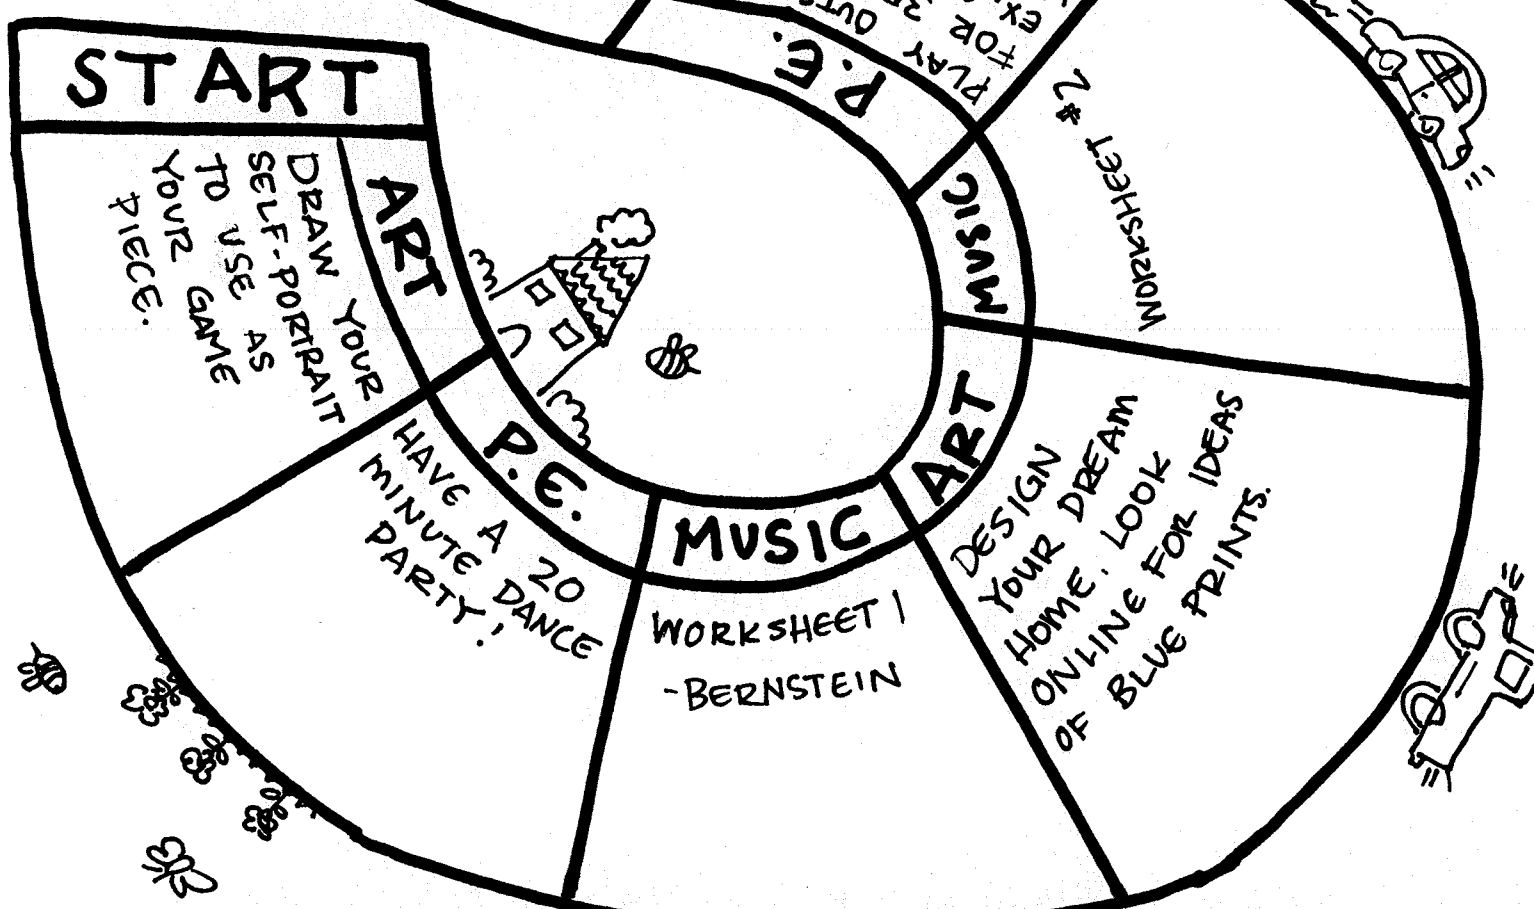 START
ART
DRAW YOUR
SELF-PORTRAIT
TO USE AS
YOUR GAME
PIECE.
P.E.
HAVE A 20
MINUTE DANCE
PARTY!
MUSIC
WORKSHEET 1
-BERNSTEIN
ART
DESIGN
YOUR DREAM
HOME. LOOK
ONLINE FOR IDEAS
OF BLUE PRINTS.
MUSIC
WORKSHEET #2
P.E.
PLAY OUTS
FOR
EX